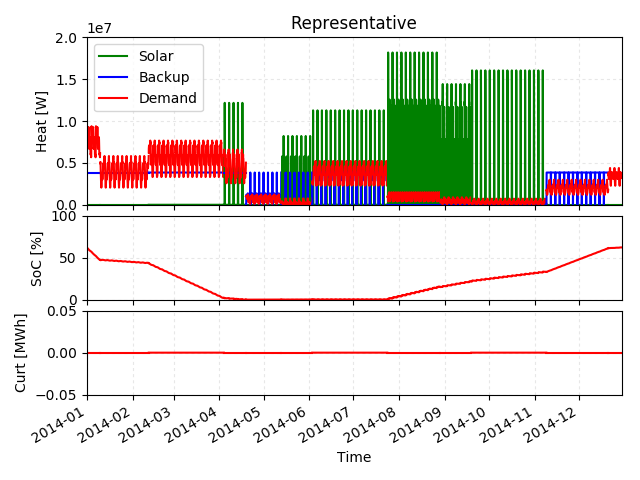 Representative
1e7
2.0
1.5
1.0
0.5
0.0
Heat [W]
Solar
Backup
Demand
100
50
0
SoC [%]
0.05
0.00
−0.05
Curt [MWh]
2014-01
2014-02
2014-03
2014-04
2014-05
2014-06
2014-07
2014-08
2014-09
2014-10
2014-11
2014-12
Time